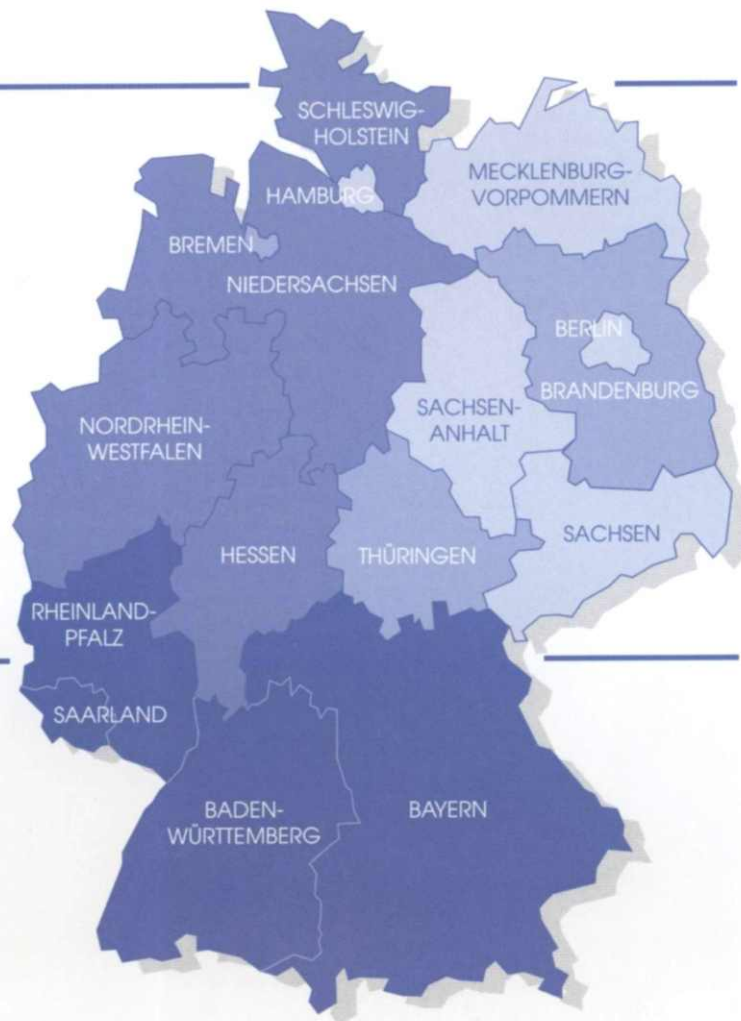 SCHLESWIG-
HOLSTEIN
MECKLENBURG-
VORPOMMERN
HAMBURG
BREMEN
NIEDERSACHSEN
BERLIN
BRANDENBURG
SACHSEN-
ANHALT
NORDRHEIN-
WESTFALEN
SACHSEN
HESSEN
THÜRINGEN
RHEINLAND-
PFALZ
SAARLAND
BADEN-
WÜRTTEMBERG
BAYERN